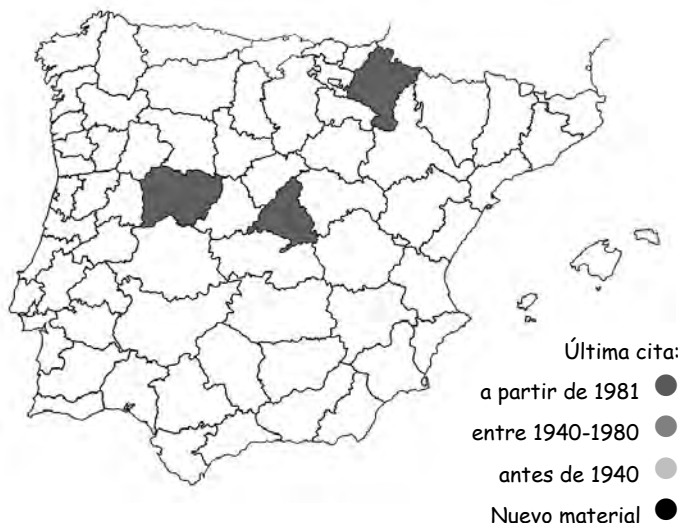 Última cita:
a partir de 1981
entre 1940-1980
antes de 1940
Nuevo material